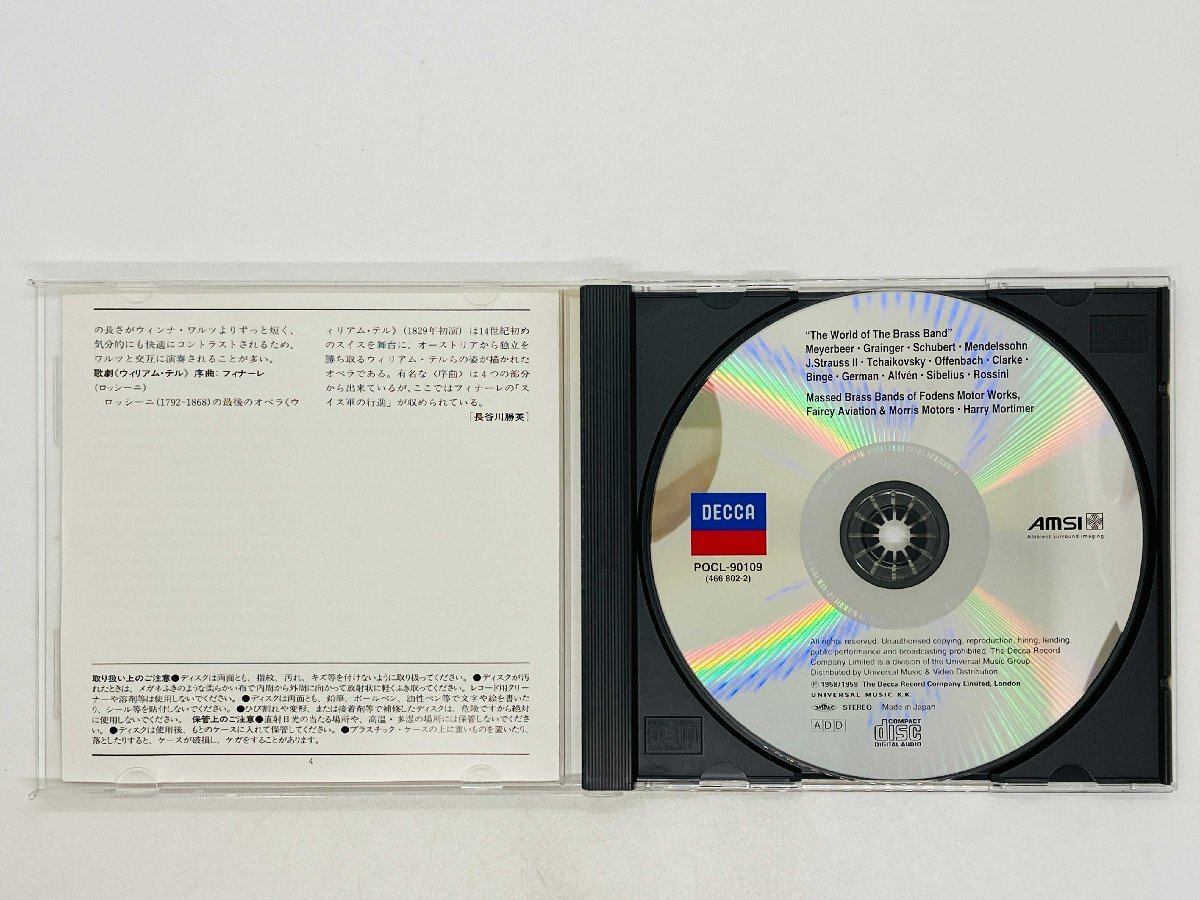 の長さがウィンナ・ワルツよりずっと短く、
気分的にも快適にコントラストされるため、
ワルツと交互に演奏されることが多い。
歌劇《ウィリアム・テル》序曲: フィナーレ
(ロッシーニ)
ロッシーニ(1792-1868)の最後のオペラ《ウ
ィリアム・テル》(1829年初演)は14世紀初め
のスイスを舞台に、オーストリアから独立を
勝ち取るウィリアム・テルらの姿が描かれた
オペラである。有名な〈序曲〉は4つの部分
から出来ているが、ここではフィナーレの「ス
イス軍の行進」が収められている。
[長谷川勝英]
取り扱い上のご注意●ディスクは両面とも、指紋、汚れ、キズ等を付けないように取り扱ってください。●ディスクが汚
れたときは、メガネふきのような柔らかい布で内周から外周に向かって放射状に軽くふき取ってください。レコード用クリー
ナーや溶剤等は使用しないでください。●ディスクは両面とも、鉛筆、ボールペン、油性ペン等で文字や絵を書いた
り、シール等を貼付しないでください。●ひび割れや変形、または接着剤等で補修したディスクは、危険ですから絶対
に使用しないでください。 保管上のご注意●直射日光の当たる場所や、高温・多湿の場所には保管しないでくださ
い。●ディスクは使用後、もとのケースに入れて保管してください。●プラスチック・ケースの上に重いものを置いたり、
落としたりすると、ケースが破損し、ケガをすることがあります。
4
"The World of The Brass Band"
Meyerbeer・Grainger・Schubert・Mendelssohn
J.Strauss II・Tchaikovsky・Offenbach・Clarke・
Binge・German・Alfvén・Sibelius・Rossini
Massed Brass Bands of Fodens Motor Works,
Fairey Aviation & Morris Motors・Harry Mortimer
DECCA
POCL-90109
(466 802-2)
AMSI
Ambient surround imaging
All rights reserved. Unauthorised copying, reproduction, hiring, lending,
public performance and broadcasting prohibited. The Decca Record
Company Limited is a division of the Universal Music Group.
Distributed by Universal Music & Video Distribution.
Ⓟ 1958/1959 The Decca Record Company Limited, London
UNIVERSAL MUSIC K.K.
STEREO Made in Japan
ADD
COMPACT
disc
DIGITAL AUDIO